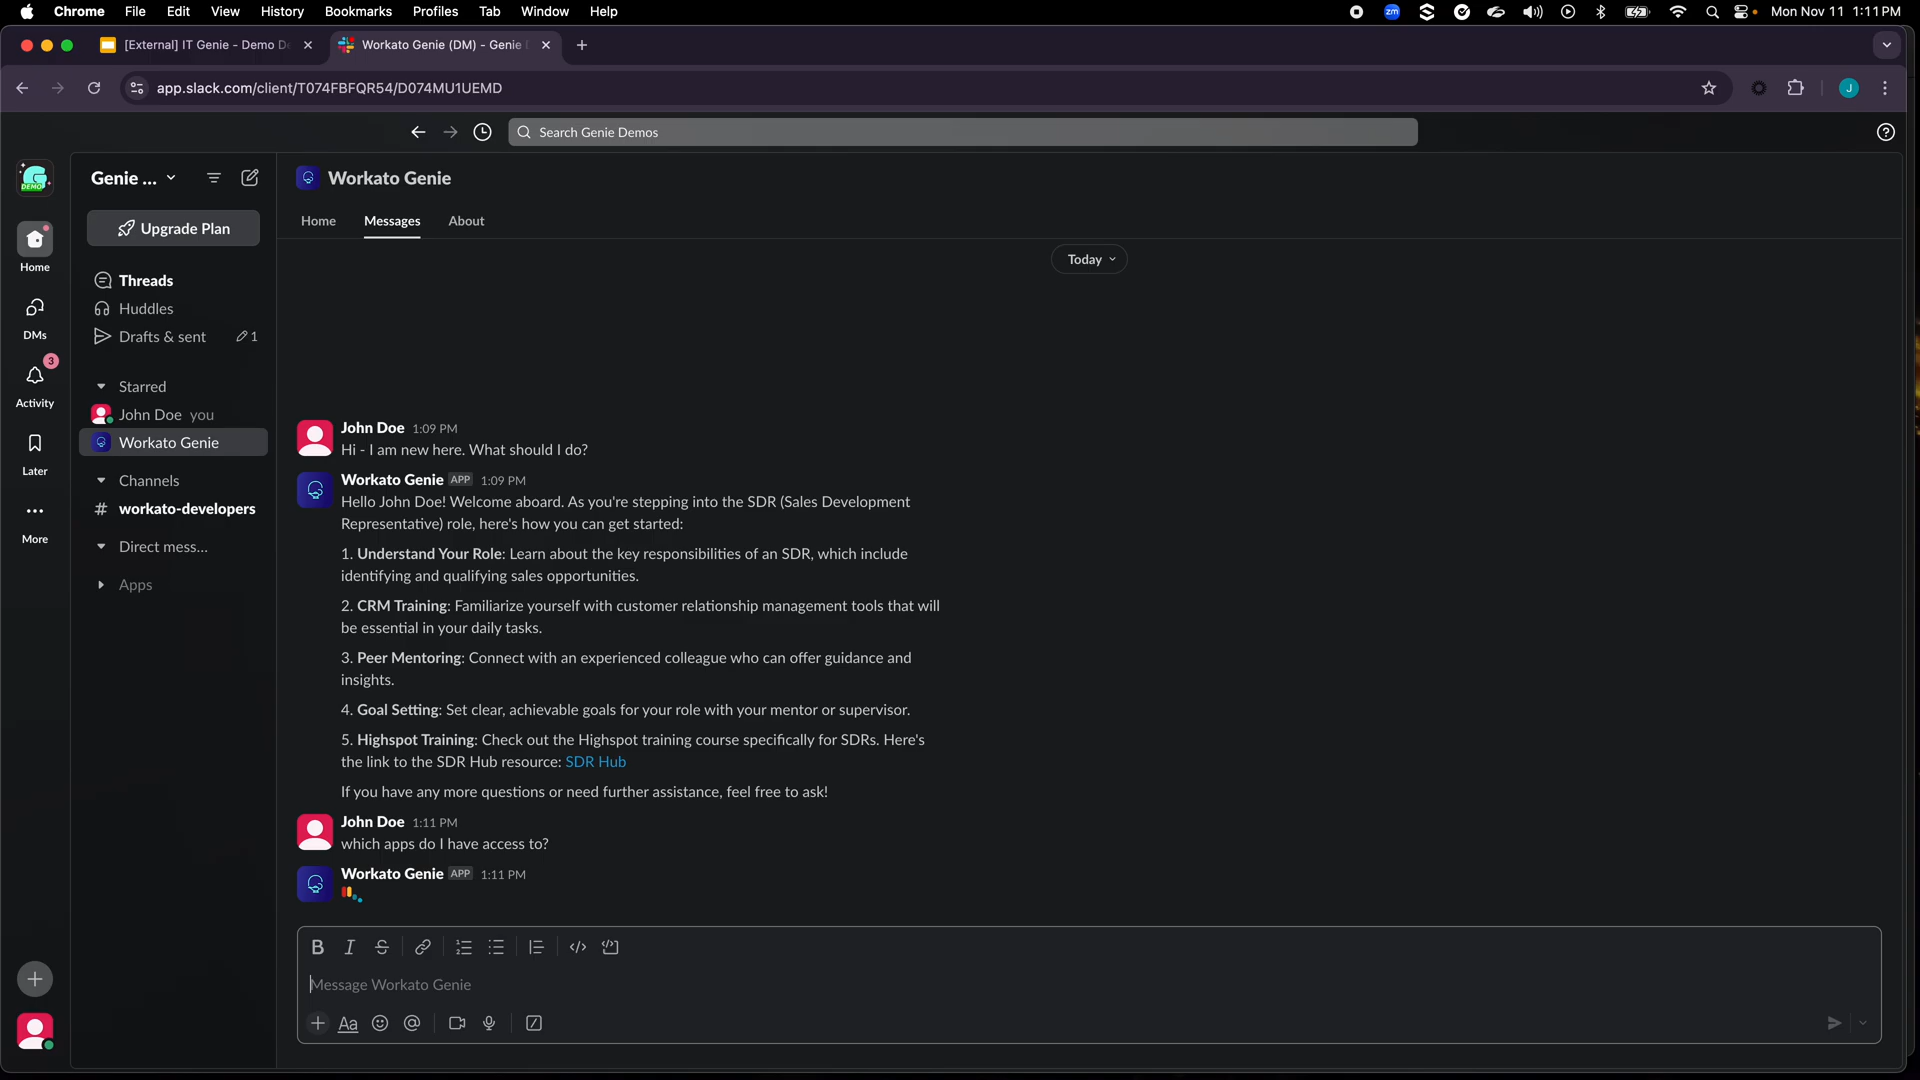 Chrome File Edit View History Bookmarks Profiles Tab Window Help zm Mon Nov 11 1:11 PM
[External] IT Genie - Demo D Workato Genie (DM) - Genie
app.slack.com/client/T074FBFQR54/D074MU1UEMD J
Search Genie Demos
DEMO
Genie ...
Upgrade Plan
Home
DMs
3
Activity
Later
More
Threads
Huddles
Drafts & sent 1
Starred
John Doe you
Workato Genie
Channels
# workato-developers
Direct mess...
Apps
Workato Genie
Home Messages About
Today
John Doe 1:09 PM
Hi - I am new here. What should I do?
Workato Genie APP 1:09 PM
Hello John Doe! Welcome aboard. As you're stepping into the SDR (Sales Development
Representative) role, here's how you can get started:
1. Understand Your Role: Learn about the key responsibilities of an SDR, which include
identifying and qualifying sales opportunities.
2. CRM Training: Familiarize yourself with customer relationship management tools that will
be essential in your daily tasks.
3. Peer Mentoring: Connect with an experienced colleague who can offer guidance and
insights.
4. Goal Setting: Set clear, achievable goals for your role with your mentor or supervisor.
5. Highspot Training: Check out the Highspot training course specifically for SDRs. Here's
the link to the SDR Hub resource: SDR Hub
If you have any more questions or need further assistance, feel free to ask!
John Doe 1:11 PM
which apps do I have access to?
Workato Genie APP 1:11 PM
B I S
Message Workato Genie
Aa